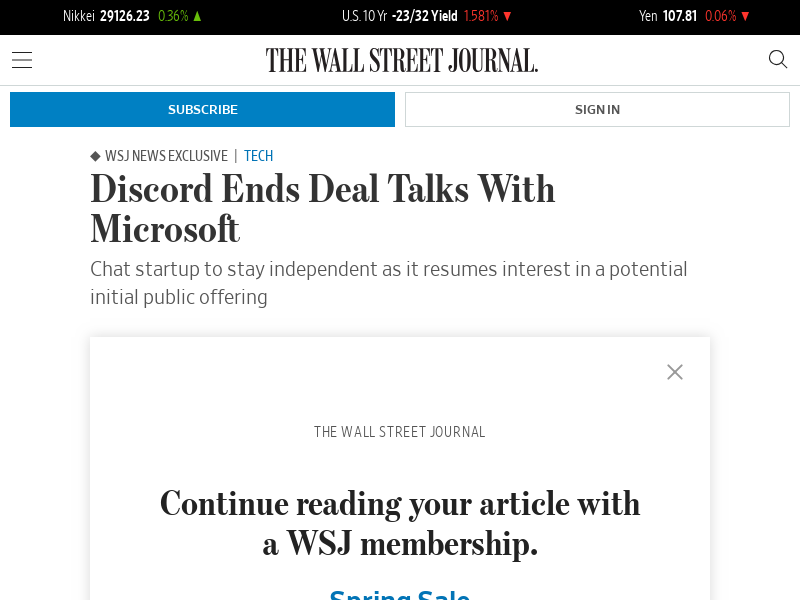 Nikkei 29126.23 0.36% ▲ U.S. 10 Yr -23/32 Yield 1.581% ▼ Yen 107.81 0.06% ▼
THE WALL STREET JOURNAL.
SUBSCRIBE SIGN IN
◆ WSJ NEWS EXCLUSIVE | TECH
Discord Ends Deal Talks With
Microsoft
Chat startup to stay independent as it resumes interest in a potential
initial public offering
THE WALL STREET JOURNAL
Continue reading your article with
a WSJ membership.
Spring Sale